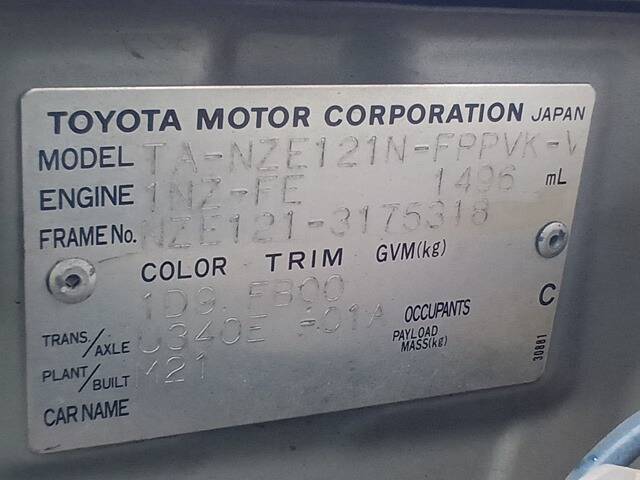 TOYOTA MOTOR CORPORATION JAPAN
MODEL TA-NZE121N-FPPVK-V
ENGINE 1NZ-FE 1496 mL
FRAME No. NZE121-3175318
COLOR TRIM GVM(kg)
1D9 FB00
TRANS/AXLE U340E -01A OCCUPANTS C
PAYLOAD MASS(kg)
PLANT/BUILT M21
CAR NAME
30881